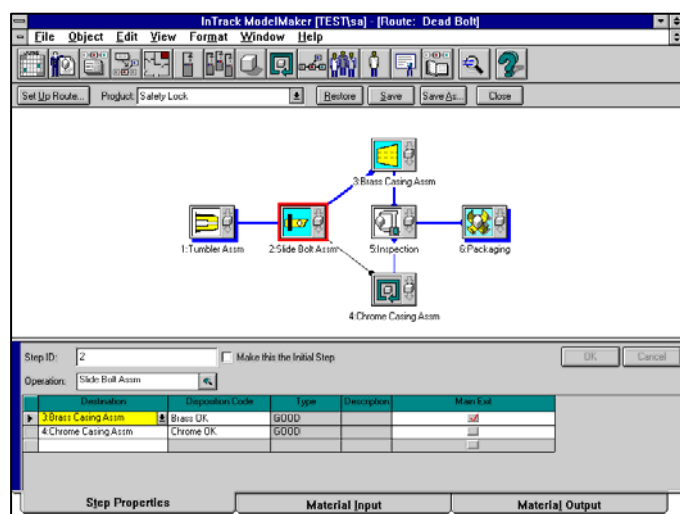 InTrack ModelMaker [TEST\sa] - [Route: Dead Bolt]
File Object Edit View Format Window Help
Set Up Route... Product: Safety Lock Restore Save Save As... Close
3:Brass Casing Assm
1:Tumbler Assm 2:Slide Bolt Assm 5:Inspection 6:Packaging
4:Chrome Casing Assm
Step ID: 2 Make this the Initial Step OK Cancel
Operation: Slide Bolt Assm
Destination Disposition Code Type Description Main Exit
3:Brass Casing Assm Brass OK GOOD
4:Chrome Casing Assm Chrome OK GOOD
Step Properties Material Input Material Output